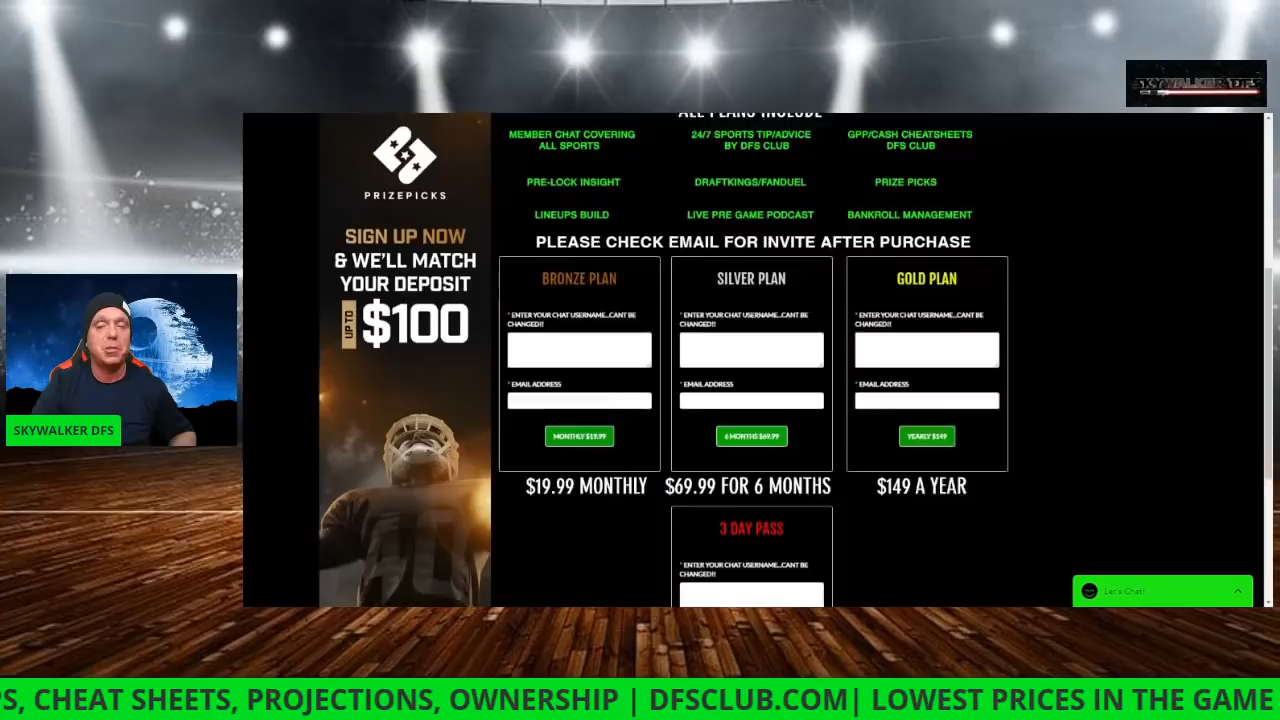 SKYWALKER DFS
ALL PLANS INCLUDE
MEMBER CHAT COVERING
ALL SPORTS
24/7 SPORTS TIP/ADVICE
BY DFS CLUB
GPP/CASH CHEATSHEETS
DFS CLUB
PRE-LOCK INSIGHT
DRAFTKINGS/FANDUEL
PRIZE PICKS
LINEUPS BUILD
LIVE PRE GAME PODCAST
BANKROLL MANAGEMENT
PLEASE CHECK EMAIL FOR INVITE AFTER PURCHASE
PRIZEPICKS
SIGN UP NOW
& WE'LL MATCH
YOUR DEPOSIT
UP TO
$100
BRONZE PLAN
* ENTER YOUR CHAT USERNAME...CANT BE
CHANGED!!
* EMAIL ADDRESS
MONTHLY $19.99
$19.99 MONTHLY
SILVER PLAN
* ENTER YOUR CHAT USERNAME...CANT BE
CHANGED!!
* EMAIL ADDRESS
6 MONTHS $69.99
$69.99 FOR 6 MONTHS
GOLD PLAN
* ENTER YOUR CHAT USERNAME...CANT BE
CHANGED!!
* EMAIL ADDRESS
YEARLY $149
$149 A YEAR
3 DAY PASS
* ENTER YOUR CHAT USERNAME...CANT BE
CHANGED!!
Let's Chat!
SKYWALKER DFS
PS, CHEAT SHEETS, PROJECTIONS, OWNERSHIP | DFSCLUB.COM| LOWEST PRICES IN THE GAME